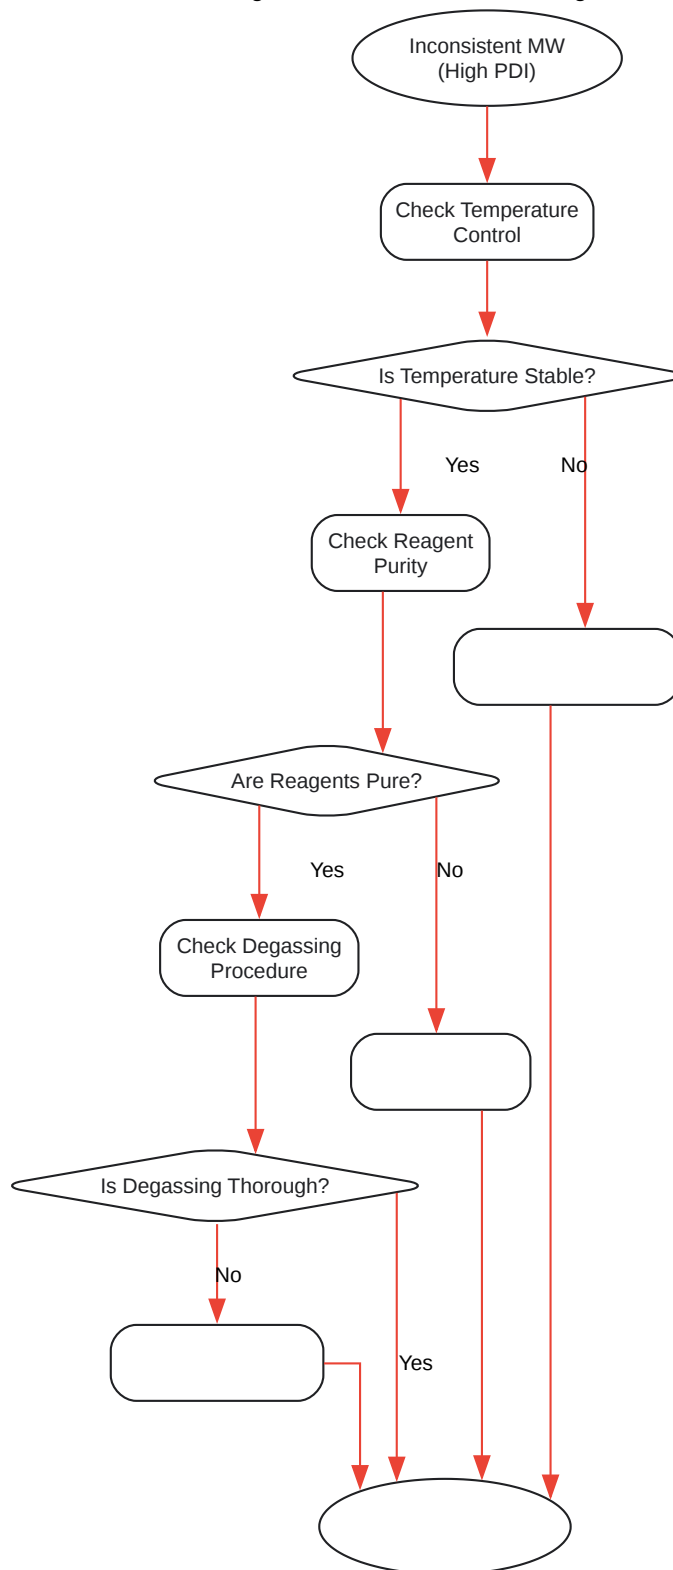 Inconsistent MW
(High PDI)
Check Temperature
Control
Is Temperature Stable?
Yes
No
Check Reagent
Purity
Are Reagents Pure?
Yes
No
Check Degassing
Procedure
Is Degassing Thorough?
No
Yes